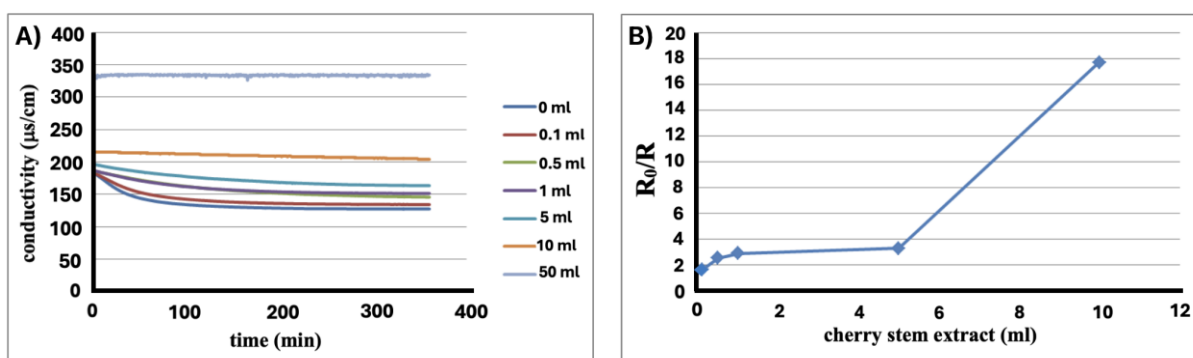 A)
conductivity (µs/cm)
400
350
300
250
200
150
100
50
0
0
100
200
300
400
time (min)
0 ml
0.1 ml
0.5 ml
1 ml
5 ml
10 ml
50 ml
B)
R₀/R
20
18
16
14
12
10
8
6
4
2
0
0
2
4
6
8
10
12
cherry stem extract (ml)